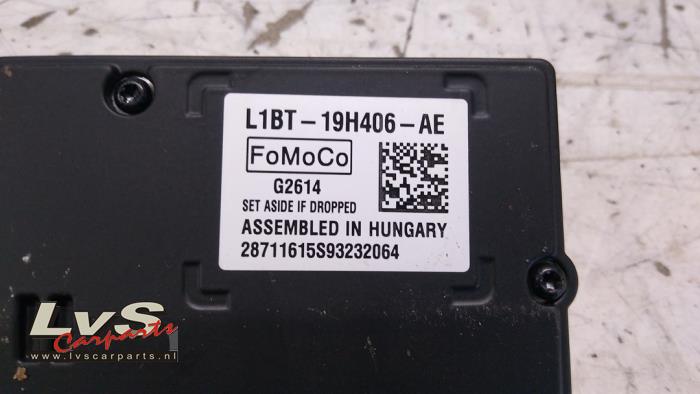 L1BT-19H406-AE
FoMoCo
G2614
SET ASIDE IF DROPPED
ASSEMBLED IN HUNGARY
28711615S93232064
LvS
Carparts
www.lvscarparts.nl